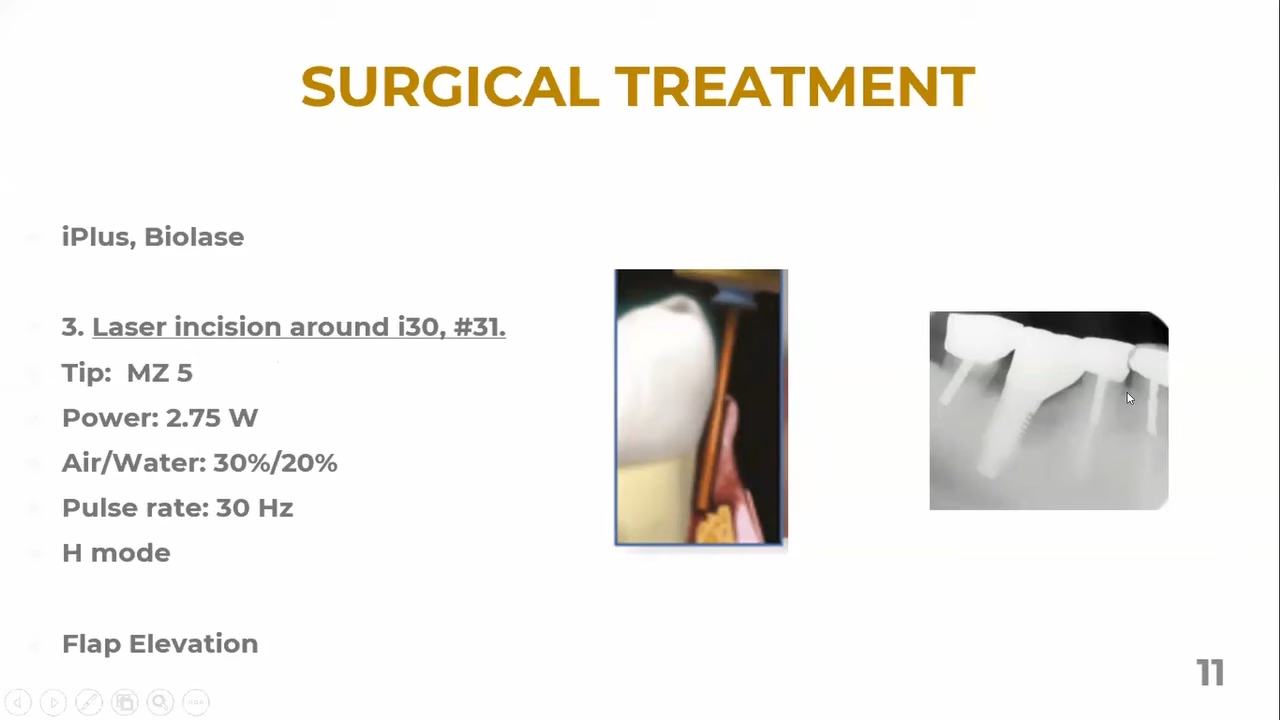 SURGICAL TREATMENT
iPlus, Biolase
3. Laser incision around i30, #31.
Tip:  MZ 5
Power: 2.75 W
Air/Water: 30%/20%
Pulse rate: 30 Hz
H mode
Flap Elevation
11